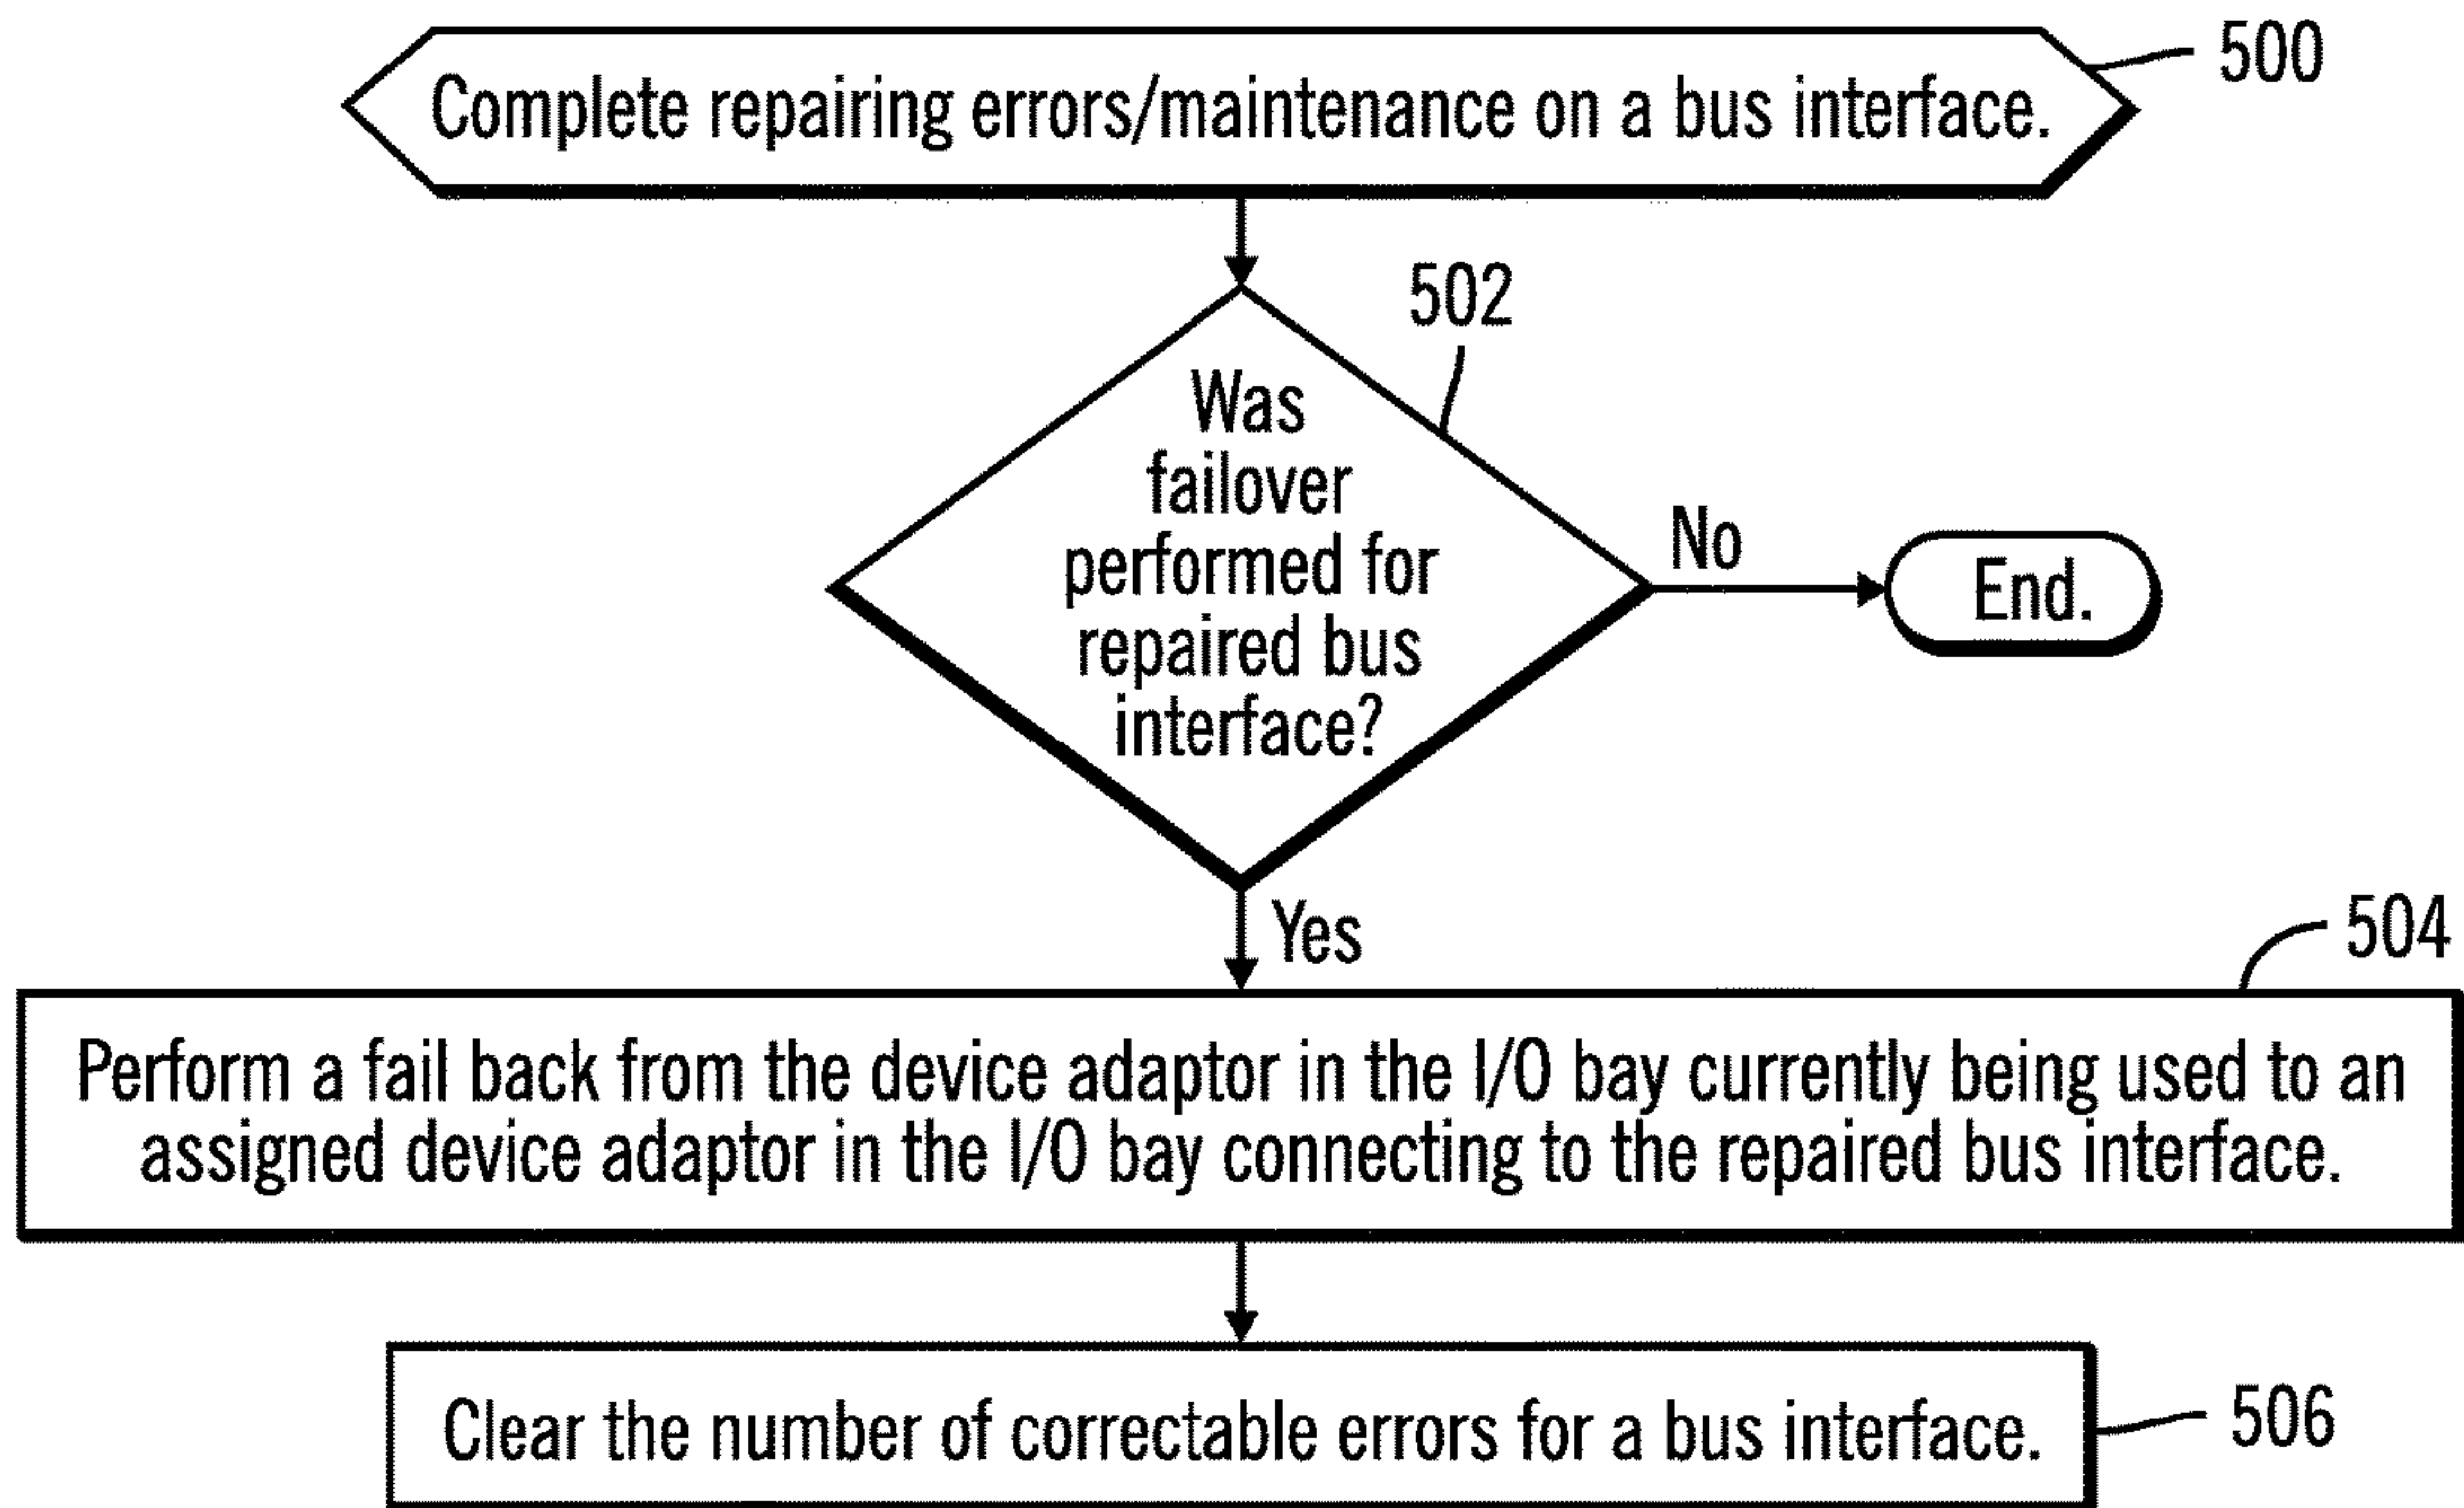 Complete repairing errors/maintenance on a bus interface.
500
502
Was
failover
performed for
repaired bus
interface?
No
End.
Yes
504
Perform a fail back from the device adaptor in the I/O bay currently being used to an
assigned device adaptor in the I/O bay connecting to the repaired bus interface.
Clear the number of correctable errors for a bus interface.
506